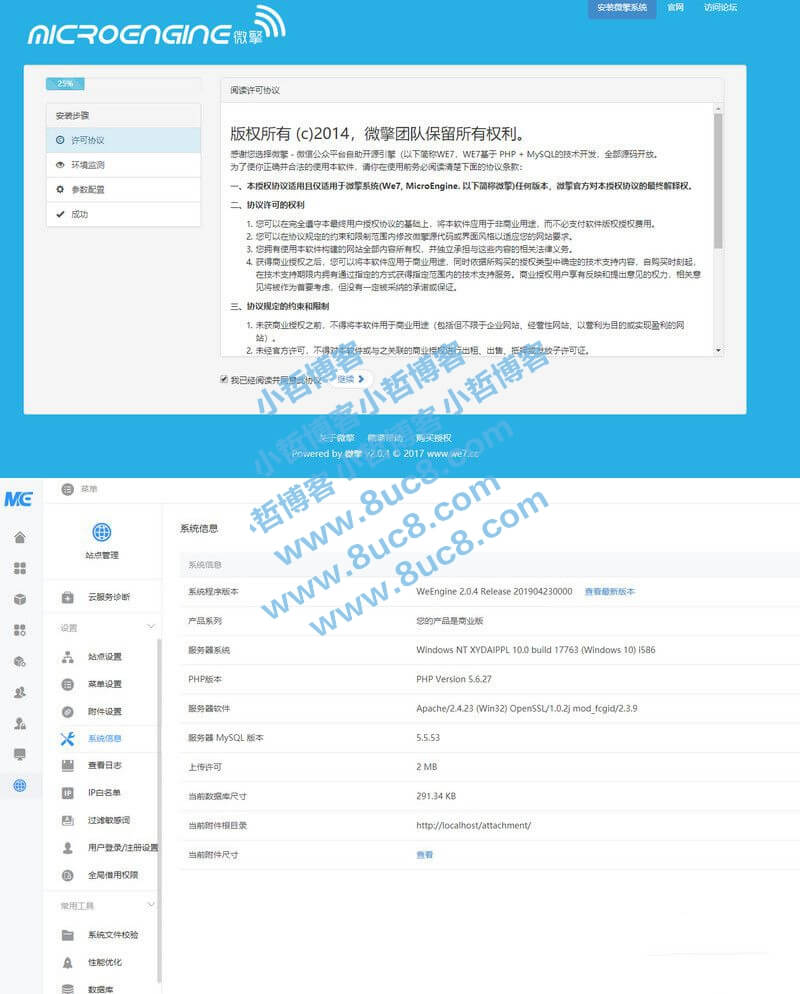 安装微擎系统 官网 访问论坛
MICROENGINE微擎
25%
安装步骤
许可协议
环境监测
参数配置
成功
阅读许可协议
版权所有 (c)2014，微擎团队保留所有权利。
感谢您选择微擎 - 微信公众平台自助开源引擎（以下简称WE7，WE7基于 PHP + MySQL的技术开发，全部源码开放。
为了使你正确并合法的使用本软件，请你在使用前务必阅读清楚下面的协议条款：
一、本授权协议适用且仅适用于微擎系统(We7, MicroEngine. 以下简称微擎)任何版本，微擎官方对本授权协议的最终解释权。
二、协议许可的权利
1. 您可以在完全遵守本最终用户授权协议的基础上，将本软件应用于非商业用途，而不必支付软件版权授权费用。
2. 您可以在协议规定的约束和限制范围内修改微擎源代码或界面风格以适应您的网站要求。
3. 您拥有使用本软件构建的网站全部内容所有权，并独立承担与这些内容的相关法律义务。
4. 获得商业授权之后，您可以将本软件应用于商业用途，同时依据所购买的授权类型中确定的技术支持内容，自购买时刻起，
在技术支持期限内拥有通过指定的方式获得指定范围内的技术支持服务。商业授权用户享有反映和提出意见的权力，相关意
见将被作为首要考虑，但没有一定被采纳的承诺或保证。
三、协议规定的约束和限制
1. 未获商业授权之前，不得将本软件用于商业用途（包括但不限于企业网站、经营性网站、以营利为目的或实现盈利的网
站）。
2. 未经官方许可，不得对本软件或与之关联的商业授权进行出租、出售、抵押或发放子许可证。
我已经阅读并同意此协议 继续
关于微擎 微擎帮助 购买授权
Powered by 微擎 v2.0.4 © 2017 www.we7.cc
小哲博客小哲博客小哲博客
小哲博客
小哲博客
www.8uc8.com
www.8uc8.com
ME
菜单
站点管理
云服务诊断
设置
站点设置
菜单设置
附件设置
系统信息
查看日志
IP白名单
过滤敏感词
用户登录/注册设置
全局借用权限
常用工具
系统文件校验
性能优化
数据库
系统信息
系统信息
系统程序版本 WeEngine 2.0.4 Release 201904230000 查看最新版本
产品系列 您的产品是商业版
服务器系统 Windows NT XYDAIPPL 10.0 build 17763 (Windows 10) i586
PHP版本 PHP Version 5.6.27
服务器软件 Apache/2.4.23 (Win32) OpenSSL/1.0.2j mod_fcgid/2.3.9
服务器 MySQL 版本 5.5.53
上传许可 2 MB
当前数据库尺寸 291.34 KB
当前附件根目录 http://localhost/attachment/
当前附件尺寸 查看